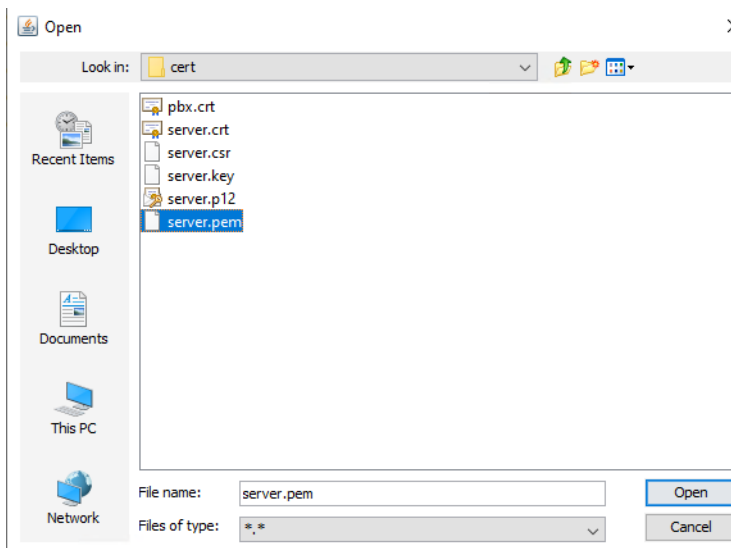 Open
Look in: cert
Recent Items
Desktop
Documents
This PC
Network
pbx.crt
server.crt
server.csr
server.key
server.p12
server.pem
File name: server.pem Open
Files of type: *.* Cancel